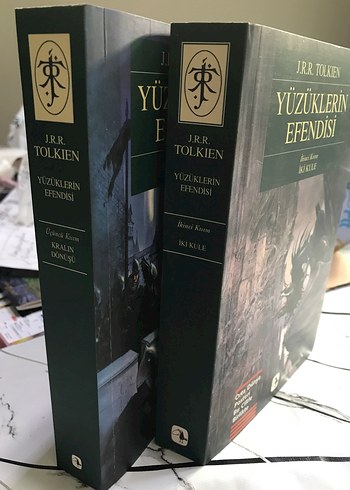 J.R.R.
TOLKIEN
YÜZÜKLERİN
EFENDİSİ
Üçüncü Kısım
KRALIN
DÖNÜŞÜ
J.R.R.
TOLKIEN
YÜZÜKLERİN
EFENDİSİ
İkinci Kısım
İKİ KULE
J.R.R. TOLKIEN
YÜZÜKLERİN
EFENDİSİ
İkinci Kısım
İKİ KULE